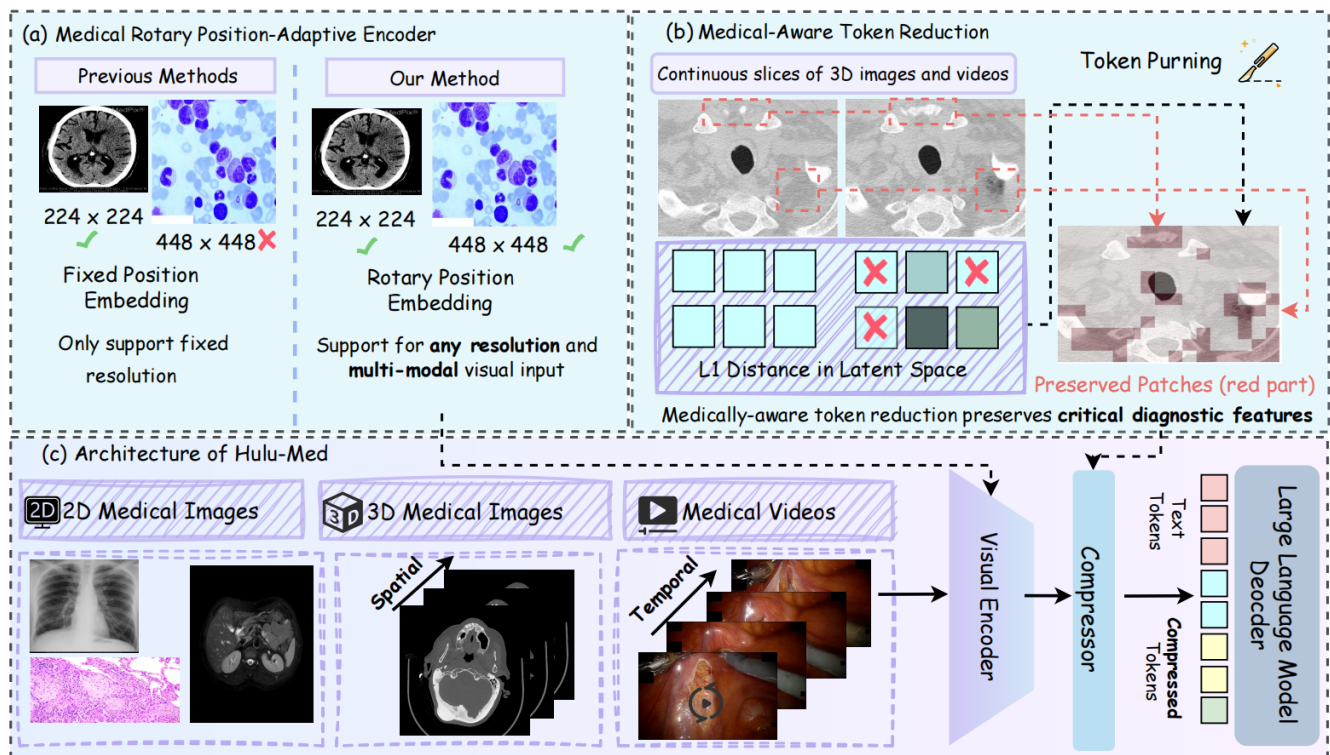 (a) Medical Rotary Position-Adaptive Encoder
Previous Methods
Our Method
224 x 224
448 x 448
Fixed Position
Embedding
Only support fixed
resolution
224 x 224
448 x 448
Rotary Position
Embedding
Support for any resolution and
multi-modal visual input
(b) Medical-Aware Token Reduction
Continuous slices of 3D images and videos
Token Purning
L1 Distance in Latent Space
Preserved Patches (red part)
Medically-aware token reduction preserves critical diagnostic features
(c) Architecture of Hulu-Med
2D
2D Medical Images
3D
3D Medical Images
Medical Videos
Spatial
Temporal
Visual Encoder
Compressor
Text
Tokens
Compressed
Tokens
Large Language Model
Deocder